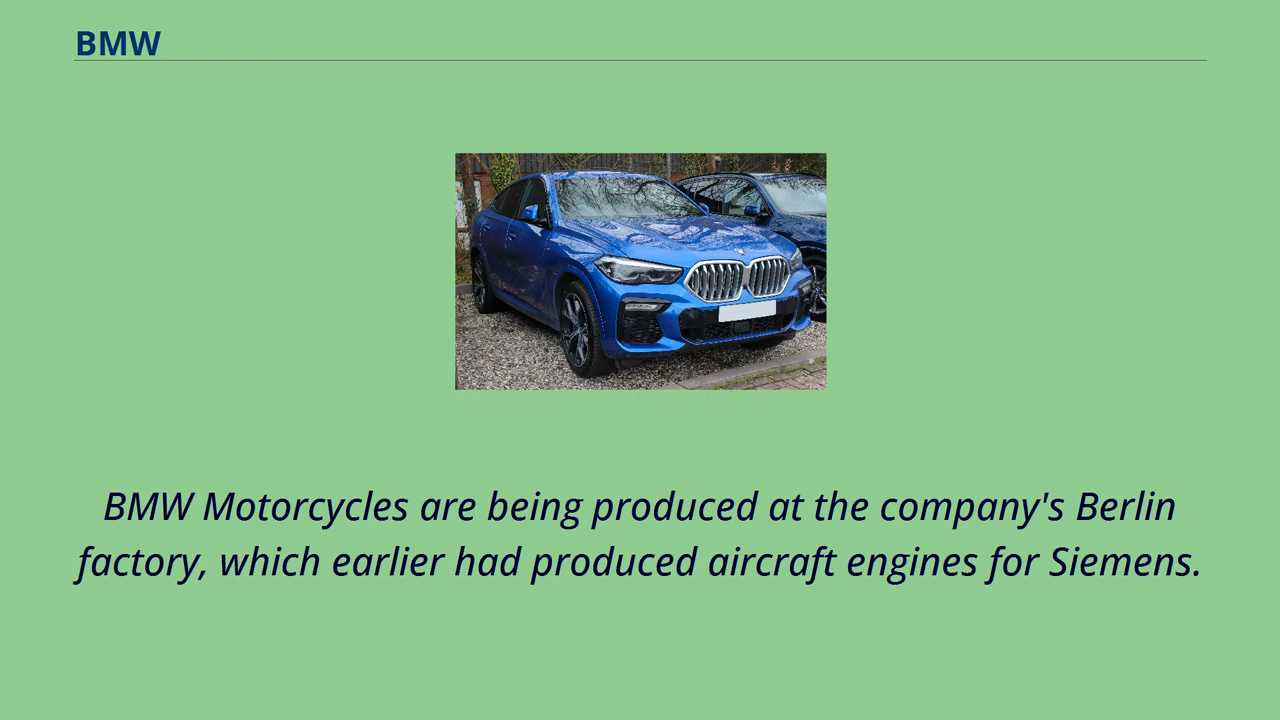 BMW
BMW Motorcycles are being produced at the company's Berlin
factory, which earlier had produced aircraft engines for Siemens.